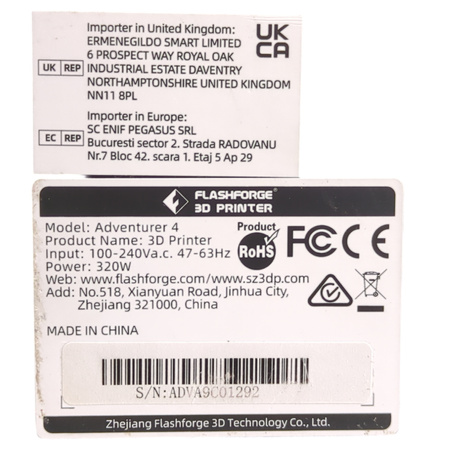 Importer in United Kingdom:
ERMENEGILDO SMART LIMITED
6 PROSPECT WAY ROYAL OAK
INDUSTRIAL ESTATE DAVENTRY
NORTHAMPTONSHIRE UNITED KINGDOM
NN11 8PL
UK REP
UK
CA
Importer in Europe:
SC ENIF PEGASUS SRL
Bucuresti sector 2. Strada RADOVANU
Nr.7 Bloc 42. scara 1. Etaj 5 Ap 29
EC REP
FLASHFORGE
3D PRINTER
Model: Adventurer 4
Product Name: 3D Printer
Input: 100-240Va.c. 47-63Hz
Power: 320W
Web: www.flashforge.com/www.sz3dp.com
Add: No.518, Xianyuan Road, Jinhua City,
Zhejiang 321000, China
Product
RoHS
FC CE
MADE IN CHINA
S/N:ADVA9C01292
Zhejiang Flashforge 3D Technology Co., Ltd.